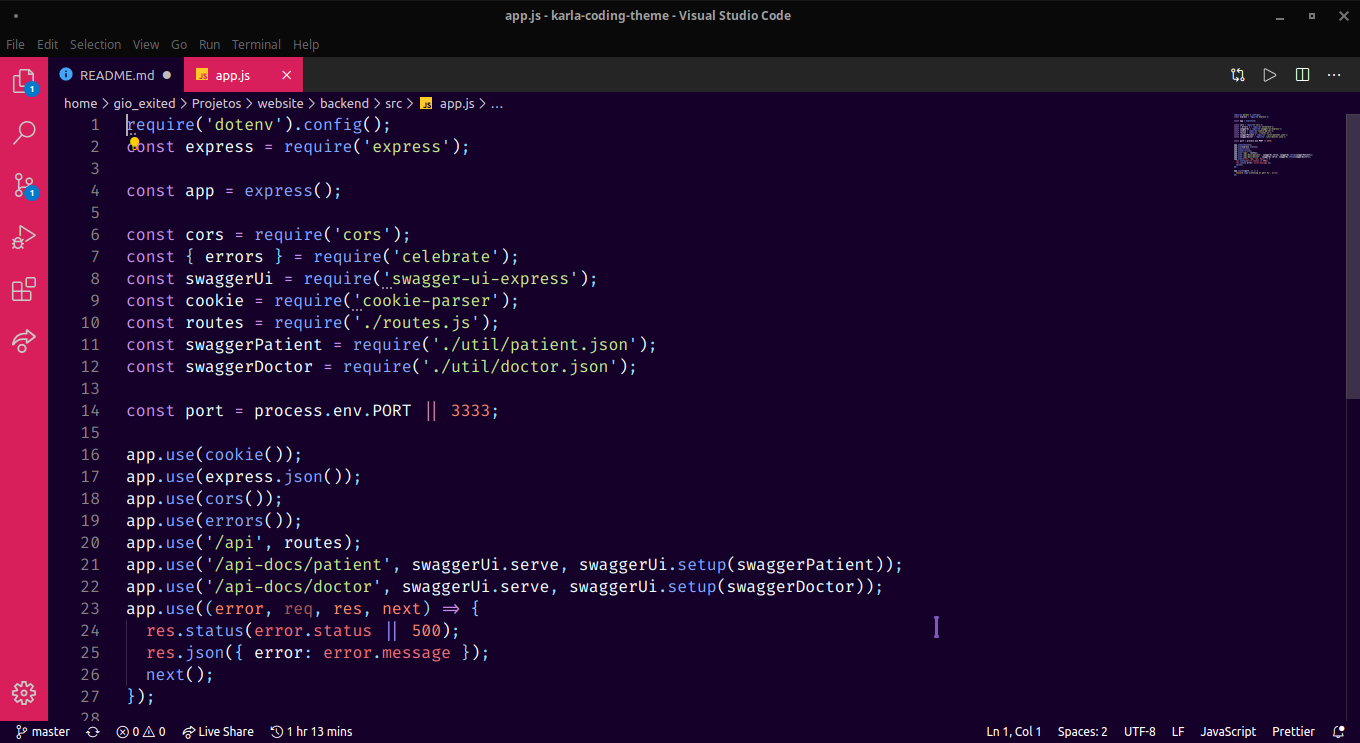 app.js - karla-coding-theme - Visual Studio Code
File Edit Selection View Go Run Terminal Help
README.md
JS app.js
home > gio_exited > Projetos > website > backend > src > JS app.js > ...
1 require('dotenv').config();
2 const express = require('express');
3
4 const app = express();
5
6 const cors = require('cors');
7 const { errors } = require('celebrate');
8 const swaggerUi = require('swagger-ui-express');
9 const cookie = require('cookie-parser');
10 const routes = require('./routes.js');
11 const swaggerPatient = require('./util/patient.json');
12 const swaggerDoctor = require('./util/doctor.json');
13
14 const port = process.env.PORT || 3333;
15
16 app.use(cookie());
17 app.use(express.json());
18 app.use(cors());
19 app.use(errors());
20 app.use('/api', routes);
21 app.use('/api-docs/patient', swaggerUi.serve, swaggerUi.setup(swaggerPatient));
22 app.use('/api-docs/doctor', swaggerUi.serve, swaggerUi.setup(swaggerDoctor));
23 app.use((error, req, res, next) => {
24 res.status(error.status || 500);
25 res.json({ error: error.message });
26 next();
27 });
28
1
1
master 0 0 Live Share 1 hr 13 mins Ln 1, Col 1 Spaces: 2 UTF-8 LF JavaScript Prettier